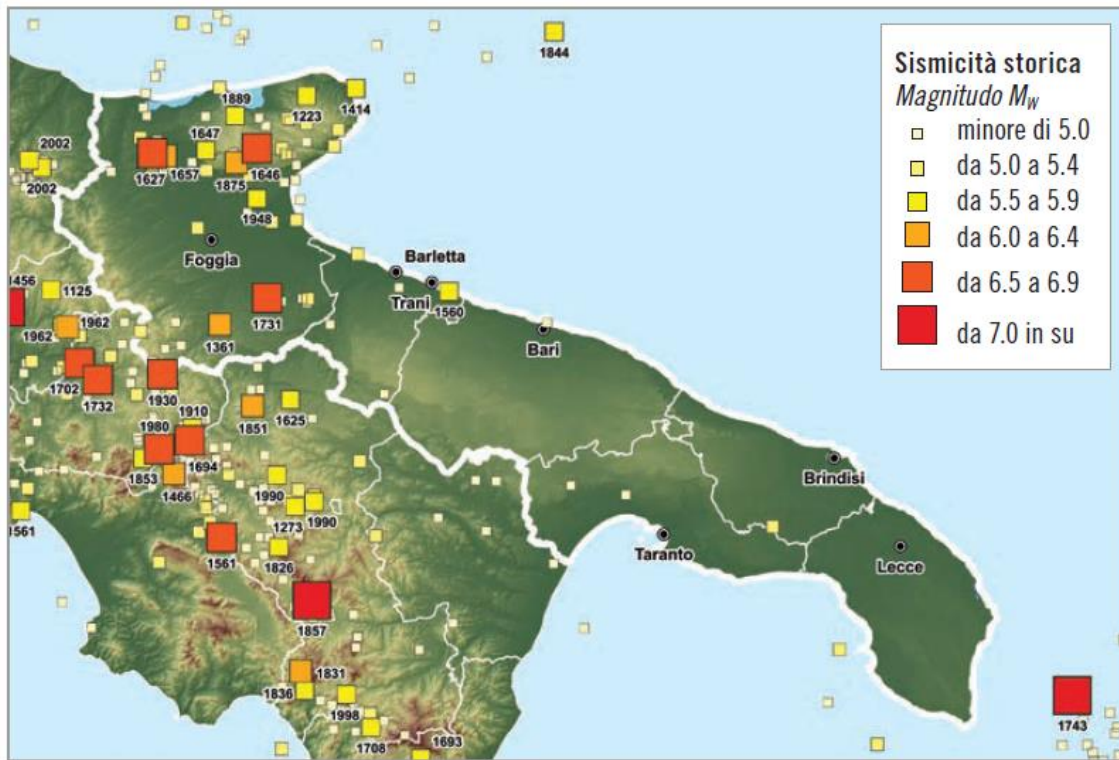 Sismicità storica
Magnitudo Mw
minore di 5.0
da 5.0 a 5.4
da 5.5 a 5.9
da 6.0 a 6.4
da 6.5 a 6.9
da 7.0 in su
1844
1889
1223
1414
1647
2002
1627
1657
1875
1646
2002
1948
Foggia
Barletta
1456
1125
Trani
1560
1962
1962
1731
1361
Bari
1702
1732
1930
1910
1851
1625
1980
1694
1853
1466
1990
1990
Brindisi
1561
1273
1561
1826
Taranto
Lecce
1857
1831
1836
1998
1743
1708
1693